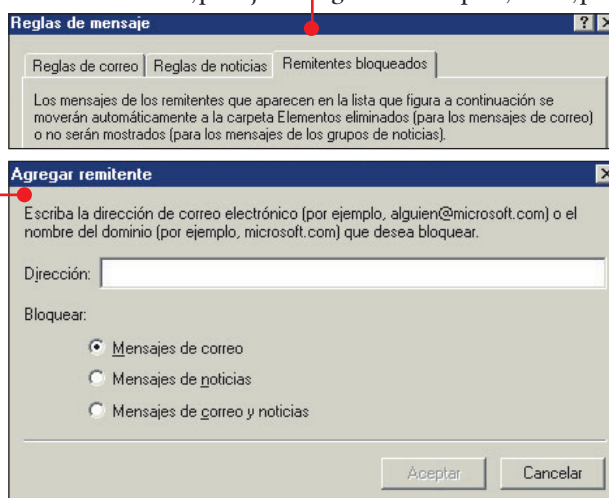 Reglas de mensaje
Reglas de correo
Reglas de noticias
Remitentes bloqueados
Los mensajes de los remitentes que aparecen en la lista que figura a continuación se
moverán automáticamente a la carpeta Elementos eliminados (para los mensajes de correo)
o no serán mostrados (para los mensajes de los grupos de noticias).
Agregar remitente
Escriba la dirección de correo electrónico (por ejemplo, alguien@microsoft.com) o el
nombre del dominio (por ejemplo, microsoft.com) que desea bloquear.
Dirección:
Bloquear:
Mensajes de correo
Mensajes de noticias
Mensajes de correo y noticias
Aceptar
Cancelar